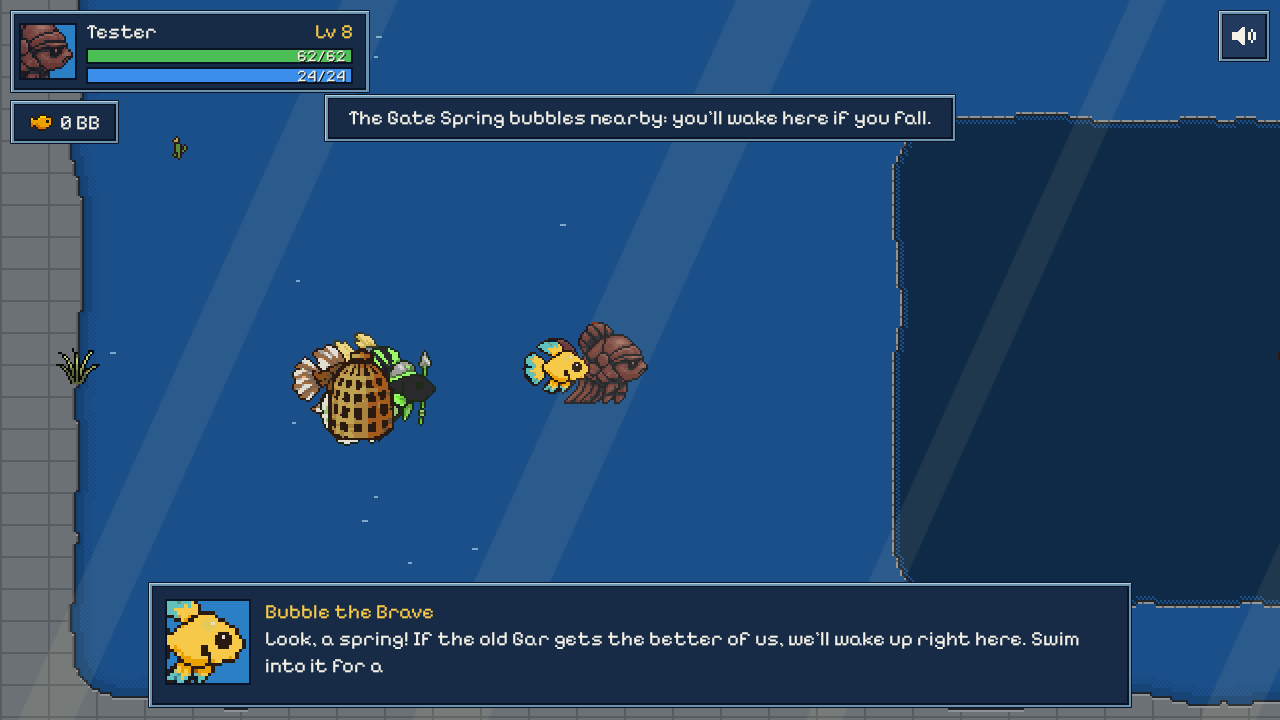 Tester Lv 8
62/62
24/24
0 BB
The Gate Spring bubbles nearby: you'll wake here if you fall.
Bubble the Brave
Look, a spring! If the old Gar gets the better of us, we'll wake up right here. Swim
into it for a